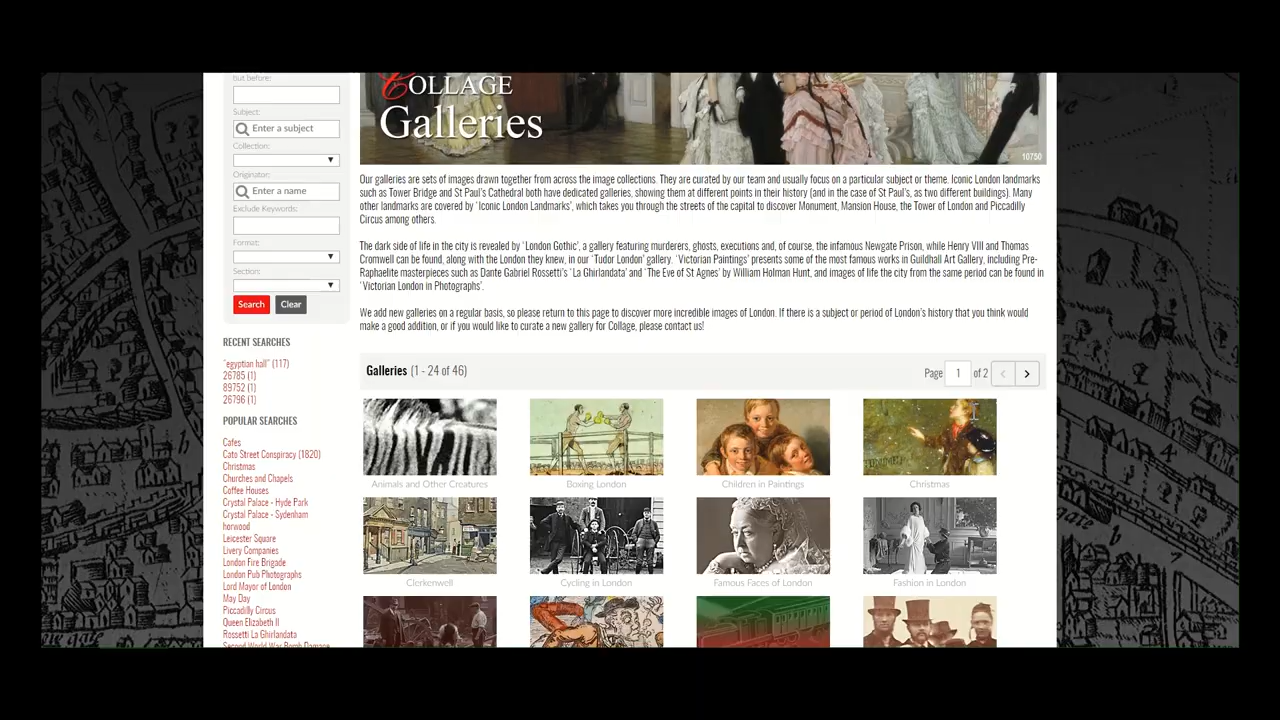 but before:
Subject:
Enter a subject
Collection:
Originator:
Enter a name
Exclude Keywords:
Format:
Section:
Search Clear
RECENT SEARCHES
"egyptian hall" (117)
26785 (1)
89752 (1)
26796 (1)
POPULAR SEARCHES
Cafes
Cato Street Conspiracy (1820)
Christmas
Churches and Chapels
Coffee Houses
Crystal Palace - Hyde Park
Crystal Palace - Sydenham
horwood
Leicester Square
Livery Companies
London Fire Brigade
London Pub Photographs
Lord Mayor of London
May Day
Piccadilly Circus
Queen Elizabeth II
Rossetti La Ghirlandata
Second World War Bomb Damage
COLLAGE
Galleries
10750
Our galleries are sets of images drawn together from across the image collections. They are curated by our team and usually focus on a particular subject or theme. Iconic London landmarks
such as Tower Bridge and St Paul's Cathedral both have dedicated galleries, showing them at different points in their history (and in the case of St Paul's, as two different buildings). Many
other landmarks are covered by 'Iconic London Landmarks', which takes you through the streets of the capital to discover Monument, Mansion House, the Tower of London and Piccadilly
Circus among others.
The dark side of life in the city is revealed by 'London Gothic', a gallery featuring murderers, ghosts, executions and, of course, the infamous Newgate Prison, while Henry VIII and Thomas
Cromwell can be found, along with the London they knew, in our 'Tudor London' gallery. 'Victorian Paintings' presents some of the most famous works in Guildhall Art Gallery, including Pre-
Raphaelite masterpieces such as Dante Gabriel Rossetti's 'La Ghirlandata' and 'The Eve of St Agnes' by William Holman Hunt, and images of life the city from the same period can be found in
'Victorian London in Photographs'.
We add new galleries on a regular basis, so please return to this page to discover more incredible images of London. If there is a subject or period of London's history that you think would
make a good addition, or if you would like to curate a new gallery for Collage, please contact us!
Galleries (1 - 24 of 46)
Page 1 of 2
Animals and Other Creatures
Boxing London
Children in Paintings
Christmas
Clerkenwell
Cycling in London
Famous Faces of London
Fashion in London